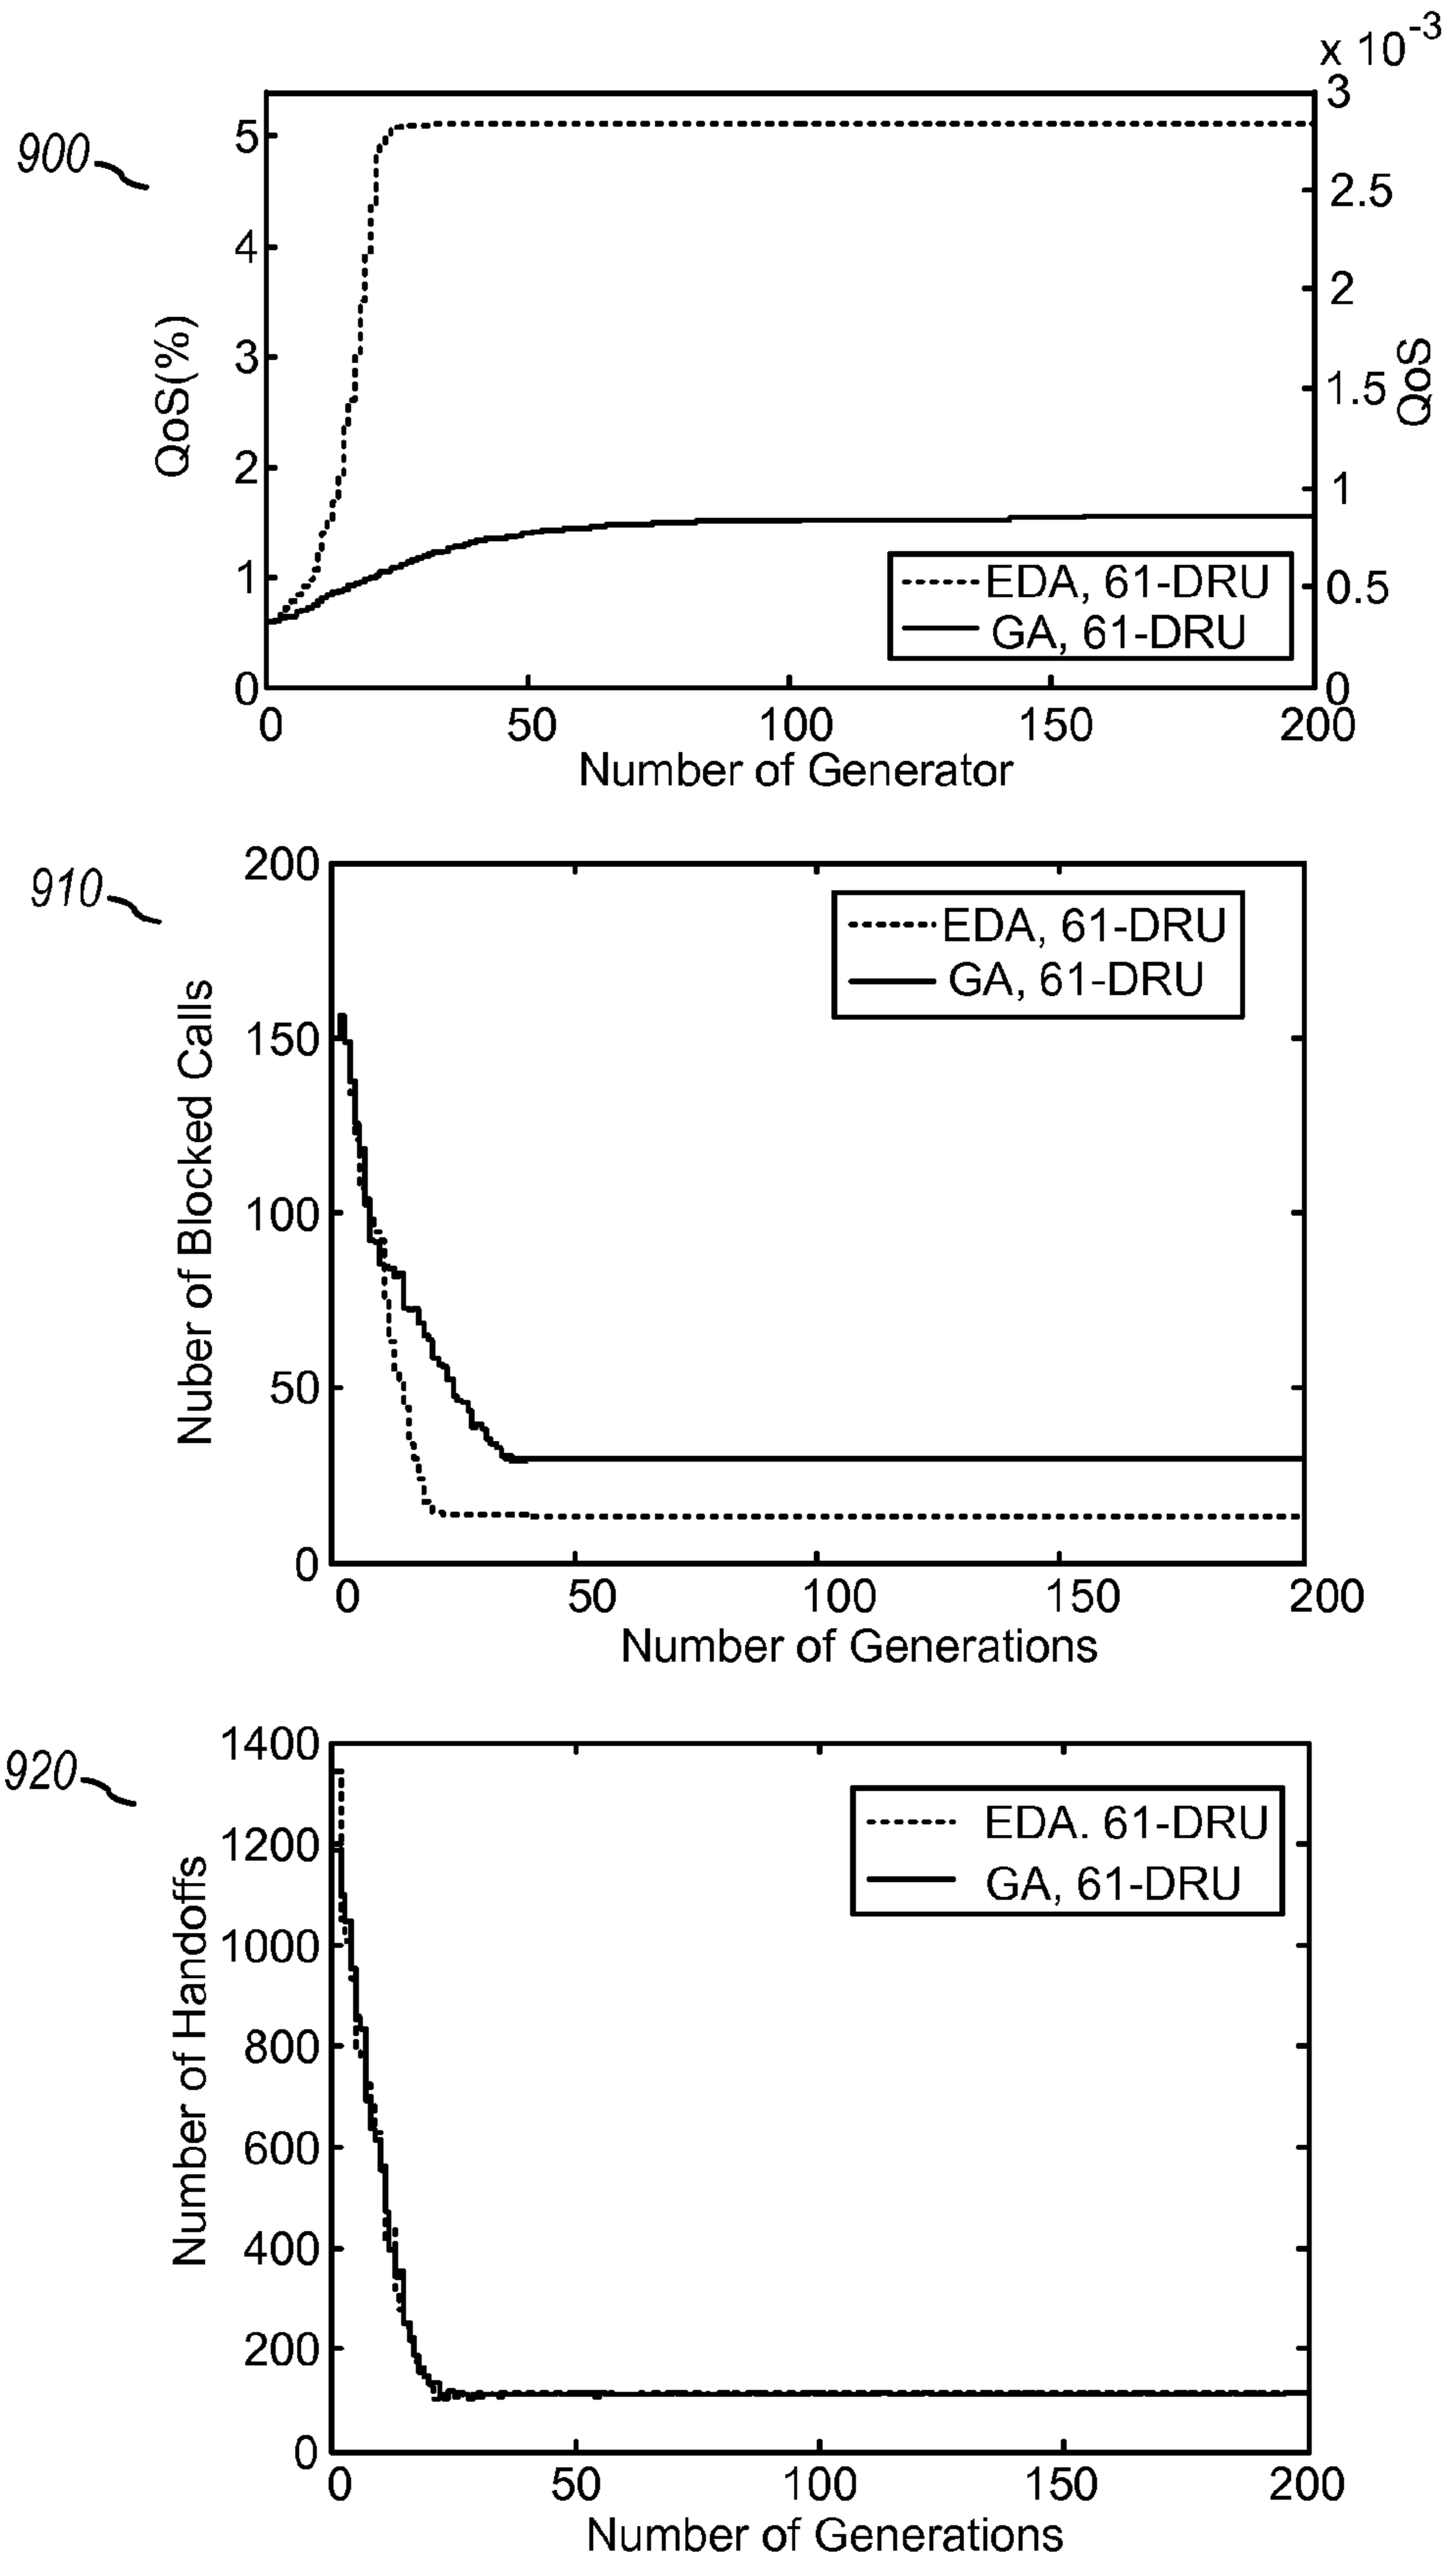 x 10-3
900
QoS(%)
5
4
3
2
1
0
3
2.5
2
1.5
1
0.5
0
QoS
EDA, 61-DRU
GA, 61-DRU
0 50 100 150 200
Number of Generator
910
Nuber of Blocked Calls
200
150
100
50
0
EDA, 61-DRU
GA, 61-DRU
0 50 100 150 200
Number of Generations
920
Number of Handoffs
1400
1200
1000
800
600
400
200
0
EDA. 61-DRU
GA, 61-DRU
0 50 100 150 200
Number of Generations